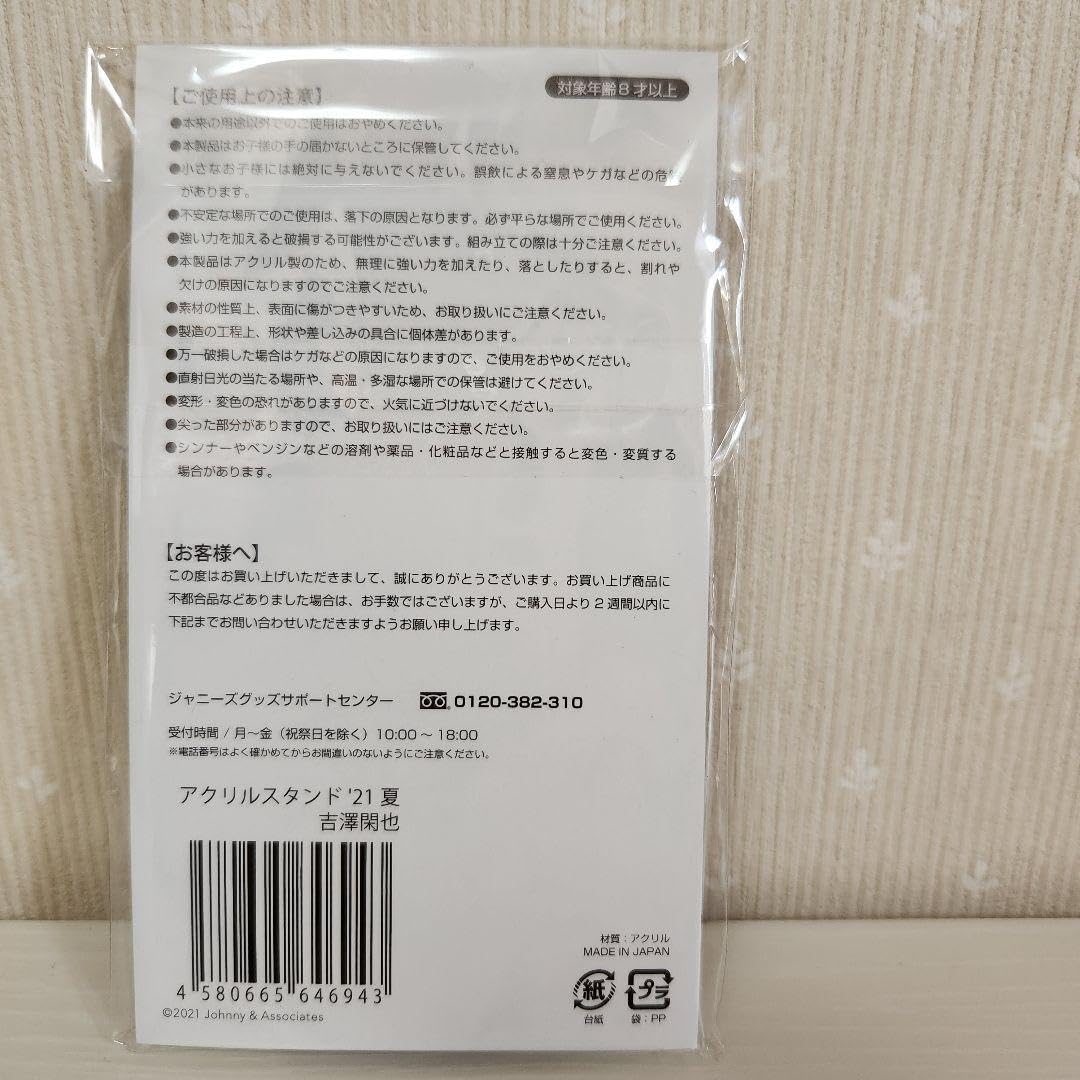 【ご使用上の注意】
対象年齢8才以上
●本来の用途以外でのご使用はおやめください。
●本製品はお子様の手の届かないところに保管してください。
●小さなお子様には絶対に与えないでください。誤飲による窒息やケガなどの危険
があります。
●不安定な場所でのご使用は、落下の原因となります。必ず平らな場所でご使用ください。
●強い力を加えると破損する可能性がございます。組み立ての際は十分ご注意ください。
●本製品はアクリル製のため、無理に強い力を加えたり、落としたりすると、割れや
欠けの原因になりますのでご注意ください。
●素材の性質上、表面に傷がつきやすいため、お取り扱いにご注意ください。
●製造の工程上、形状や差し込みの具合に個体差があります。
●万一破損した場合はケガなどの原因になりますので、ご使用をおやめください。
●直射日光の当たる場所や、高温・多湿な場所での保管は避けてください。
●変形・変色の恐れがありますので、火気に近づけないでください。
●尖った部分がありますので、お取り扱いにはご注意ください。
●シンナーやベンジンなどの溶剤や薬品・化粧品などと接触すると変色・変質する
場合があります。
【お客様へ】
この度はお買い上げいただきまして、誠にありがとうございます。お買い上げ商品に
不都合品などありました場合は、お手数ではございますが、ご購入日より2週間以内に
下記までお問い合わせいただきますようお願い申し上げます。
ジャニーズグッズサポートセンター 0120-382-310
受付時間 / 月〜金（祝祭日を除く）10:00 〜 18:00
※電話番号はよく確かめてからお間違いのないようにご注意ください。
アクリルスタンド '21 夏
吉澤閑也
4 580665 646943
©2021 Johnny & Associates
材質：アクリル
MADE IN JAPAN
紙
台紙
プラ
袋：PP